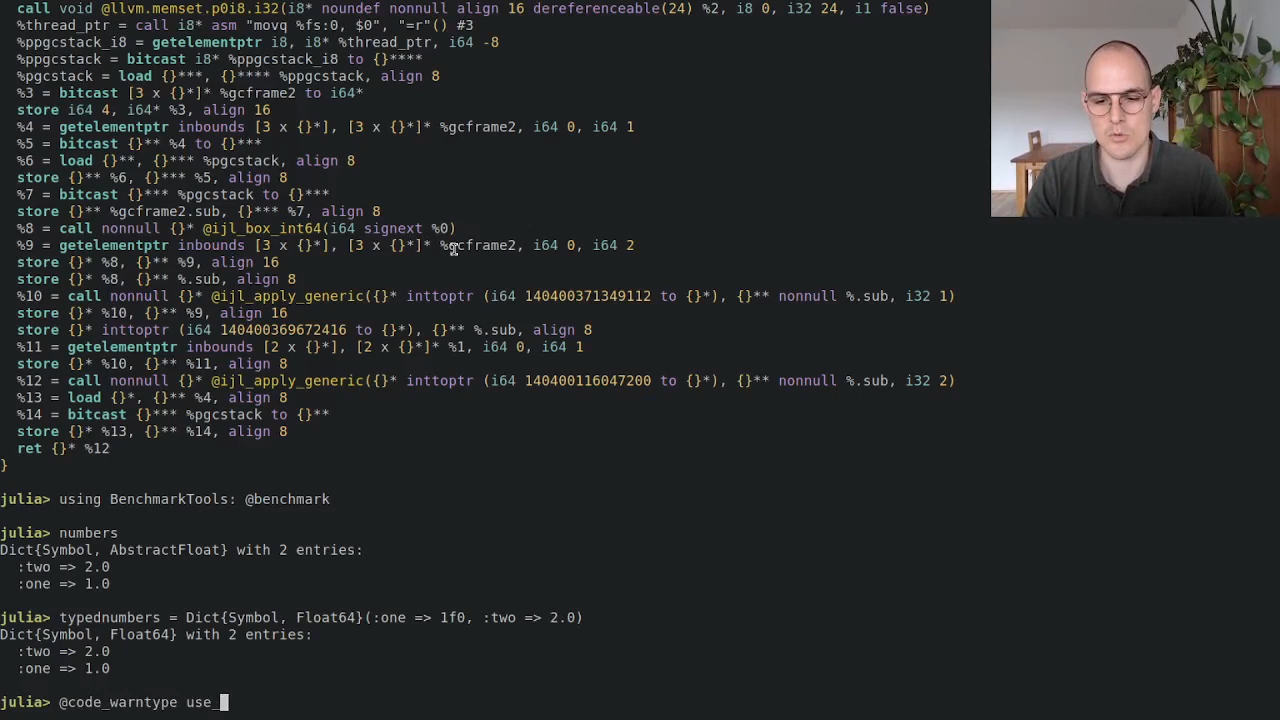 call void @llvm.memset.p0i8.i32(i8* noundef nonnull align 16 dereferenceable(24) %2, i8 0, i32 24, i1 false)
%thread_ptr = call i8* asm "movq %fs:0, $0", "=r"() #3
%ppgcstack_i8 = getelementptr i8, i8* %thread_ptr, i64 -8
%ppgcstack = bitcast i8* %ppgcstack_i8 to {}****
%pgcstack = load {}***, {}**** %ppgcstack, align 8
%3 = bitcast [3 x {}*]* %gcframe2 to i64*
store i64 4, i64* %3, align 16
%4 = getelementptr inbounds [3 x {}*], [3 x {}*]* %gcframe2, i64 0, i64 1
%5 = bitcast {}** %4 to {}***
%6 = load {}**, {}*** %pgcstack, align 8
store {}** %6, {}*** %5, align 8
%7 = bitcast {}*** %pgcstack to {}***
store {}** %gcframe2.sub, {}*** %7, align 8
%8 = call nonnull {}* @ijl_box_int64(i64 signext %0)
%9 = getelementptr inbounds [3 x {}*], [3 x {}*]* %gcframe2, i64 0, i64 2
store {}* %8, {}** %9, align 16
store {}* %8, {}** %.sub, align 8
%10 = call nonnull {}* @ijl_apply_generic({}* inttoptr (i64 140400371349112 to {}*), {}** nonnull %.sub, i32 1)
store {}* %10, {}** %9, align 16
store {}* inttoptr (i64 140400369672416 to {}*), {}** %.sub, align 8
%11 = getelementptr inbounds [2 x {}*], [2 x {}*]* %1, i64 0, i64 1
store {}* %10, {}** %11, align 8
%12 = call nonnull {}* @ijl_apply_generic({}* inttoptr (i64 140400116047200 to {}*), {}** nonnull %.sub, i32 2)
%13 = load {}*, {}** %4, align 8
%14 = bitcast {}*** %pgcstack to {}**
store {}* %13, {}** %14, align 8
ret {}* %12
}
julia> using BenchmarkTools: @benchmark
julia> numbers
Dict{Symbol, AbstractFloat} with 2 entries:
:two => 2.0
:one => 1.0
julia> typednumbers = Dict{Symbol, Float64}(:one => 1f0, :two => 2.0)
Dict{Symbol, Float64} with 2 entries:
:two => 2.0
:one => 1.0
julia> @code_warntype use_